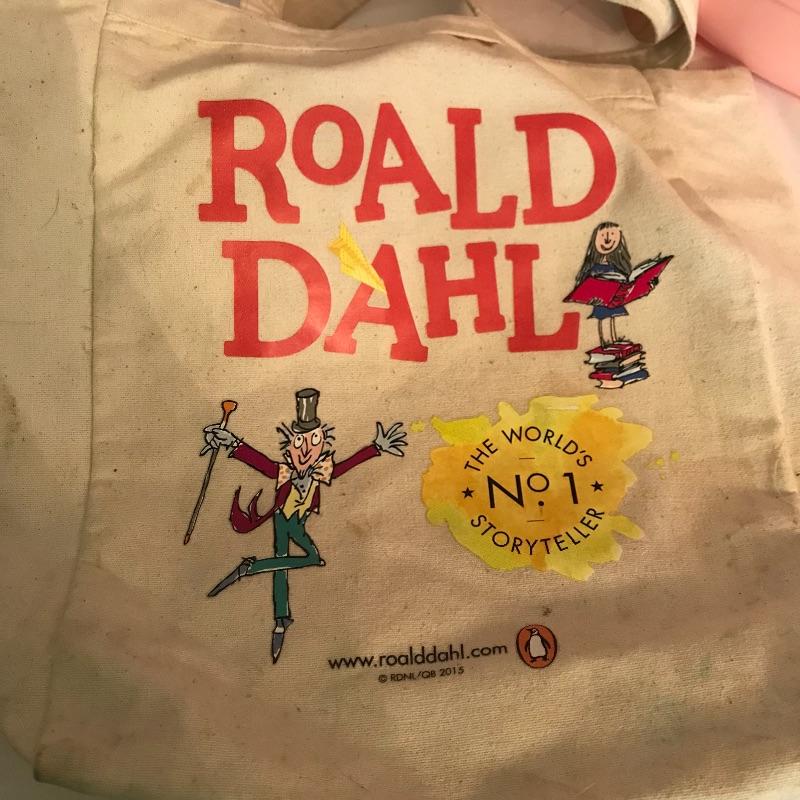 ROALD
DAHL
THE WORLD'S
Nº 1
STORYTELLER
www.roalddahl.com
© RDNL/QB 2015